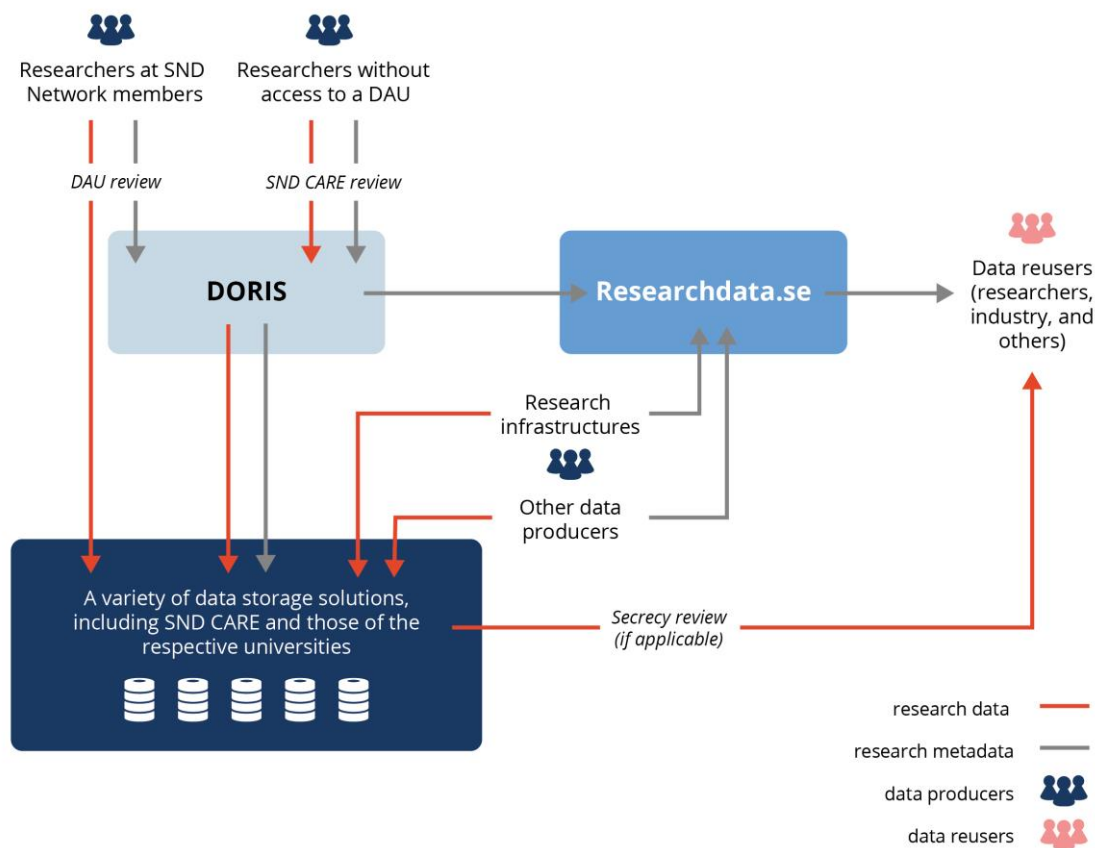 Researchers at SND
Network members
Researchers without
access to a DAU
DAU review
SND CARE review
DORIS
Researchdata.se
Data reusers
(researchers,
industry, and
others)
Research
infrastructures
Other data
producers
A variety of data storage solutions,
including SND CARE and those of the
respective universities
Secrecy review
(if applicable)
research data
research metadata
data producers
data reusers